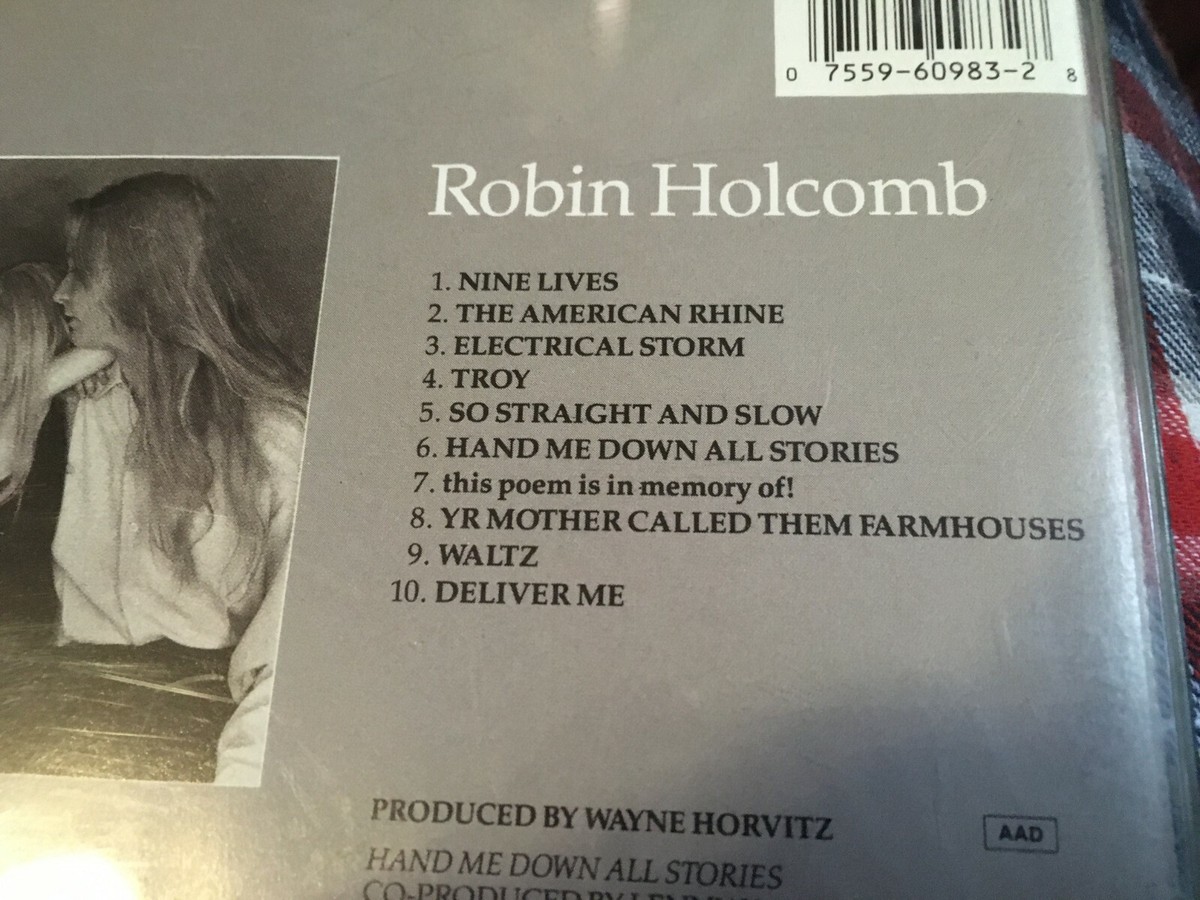 0 7559-60983-2 8
Robin Holcomb
1. NINE LIVES
2. THE AMERICAN RHINE
3. ELECTRICAL STORM
4. TROY
5. SO STRAIGHT AND SLOW
6. HAND ME DOWN ALL STORIES
7. this poem is in memory of!
8. YR MOTHER CALLED THEM FARMHOUSES
9. WALTZ
10. DELIVER ME
PRODUCED BY WAYNE HORVITZ
AAD
HAND ME DOWN ALL STORIES
CO-PRODUCED BY